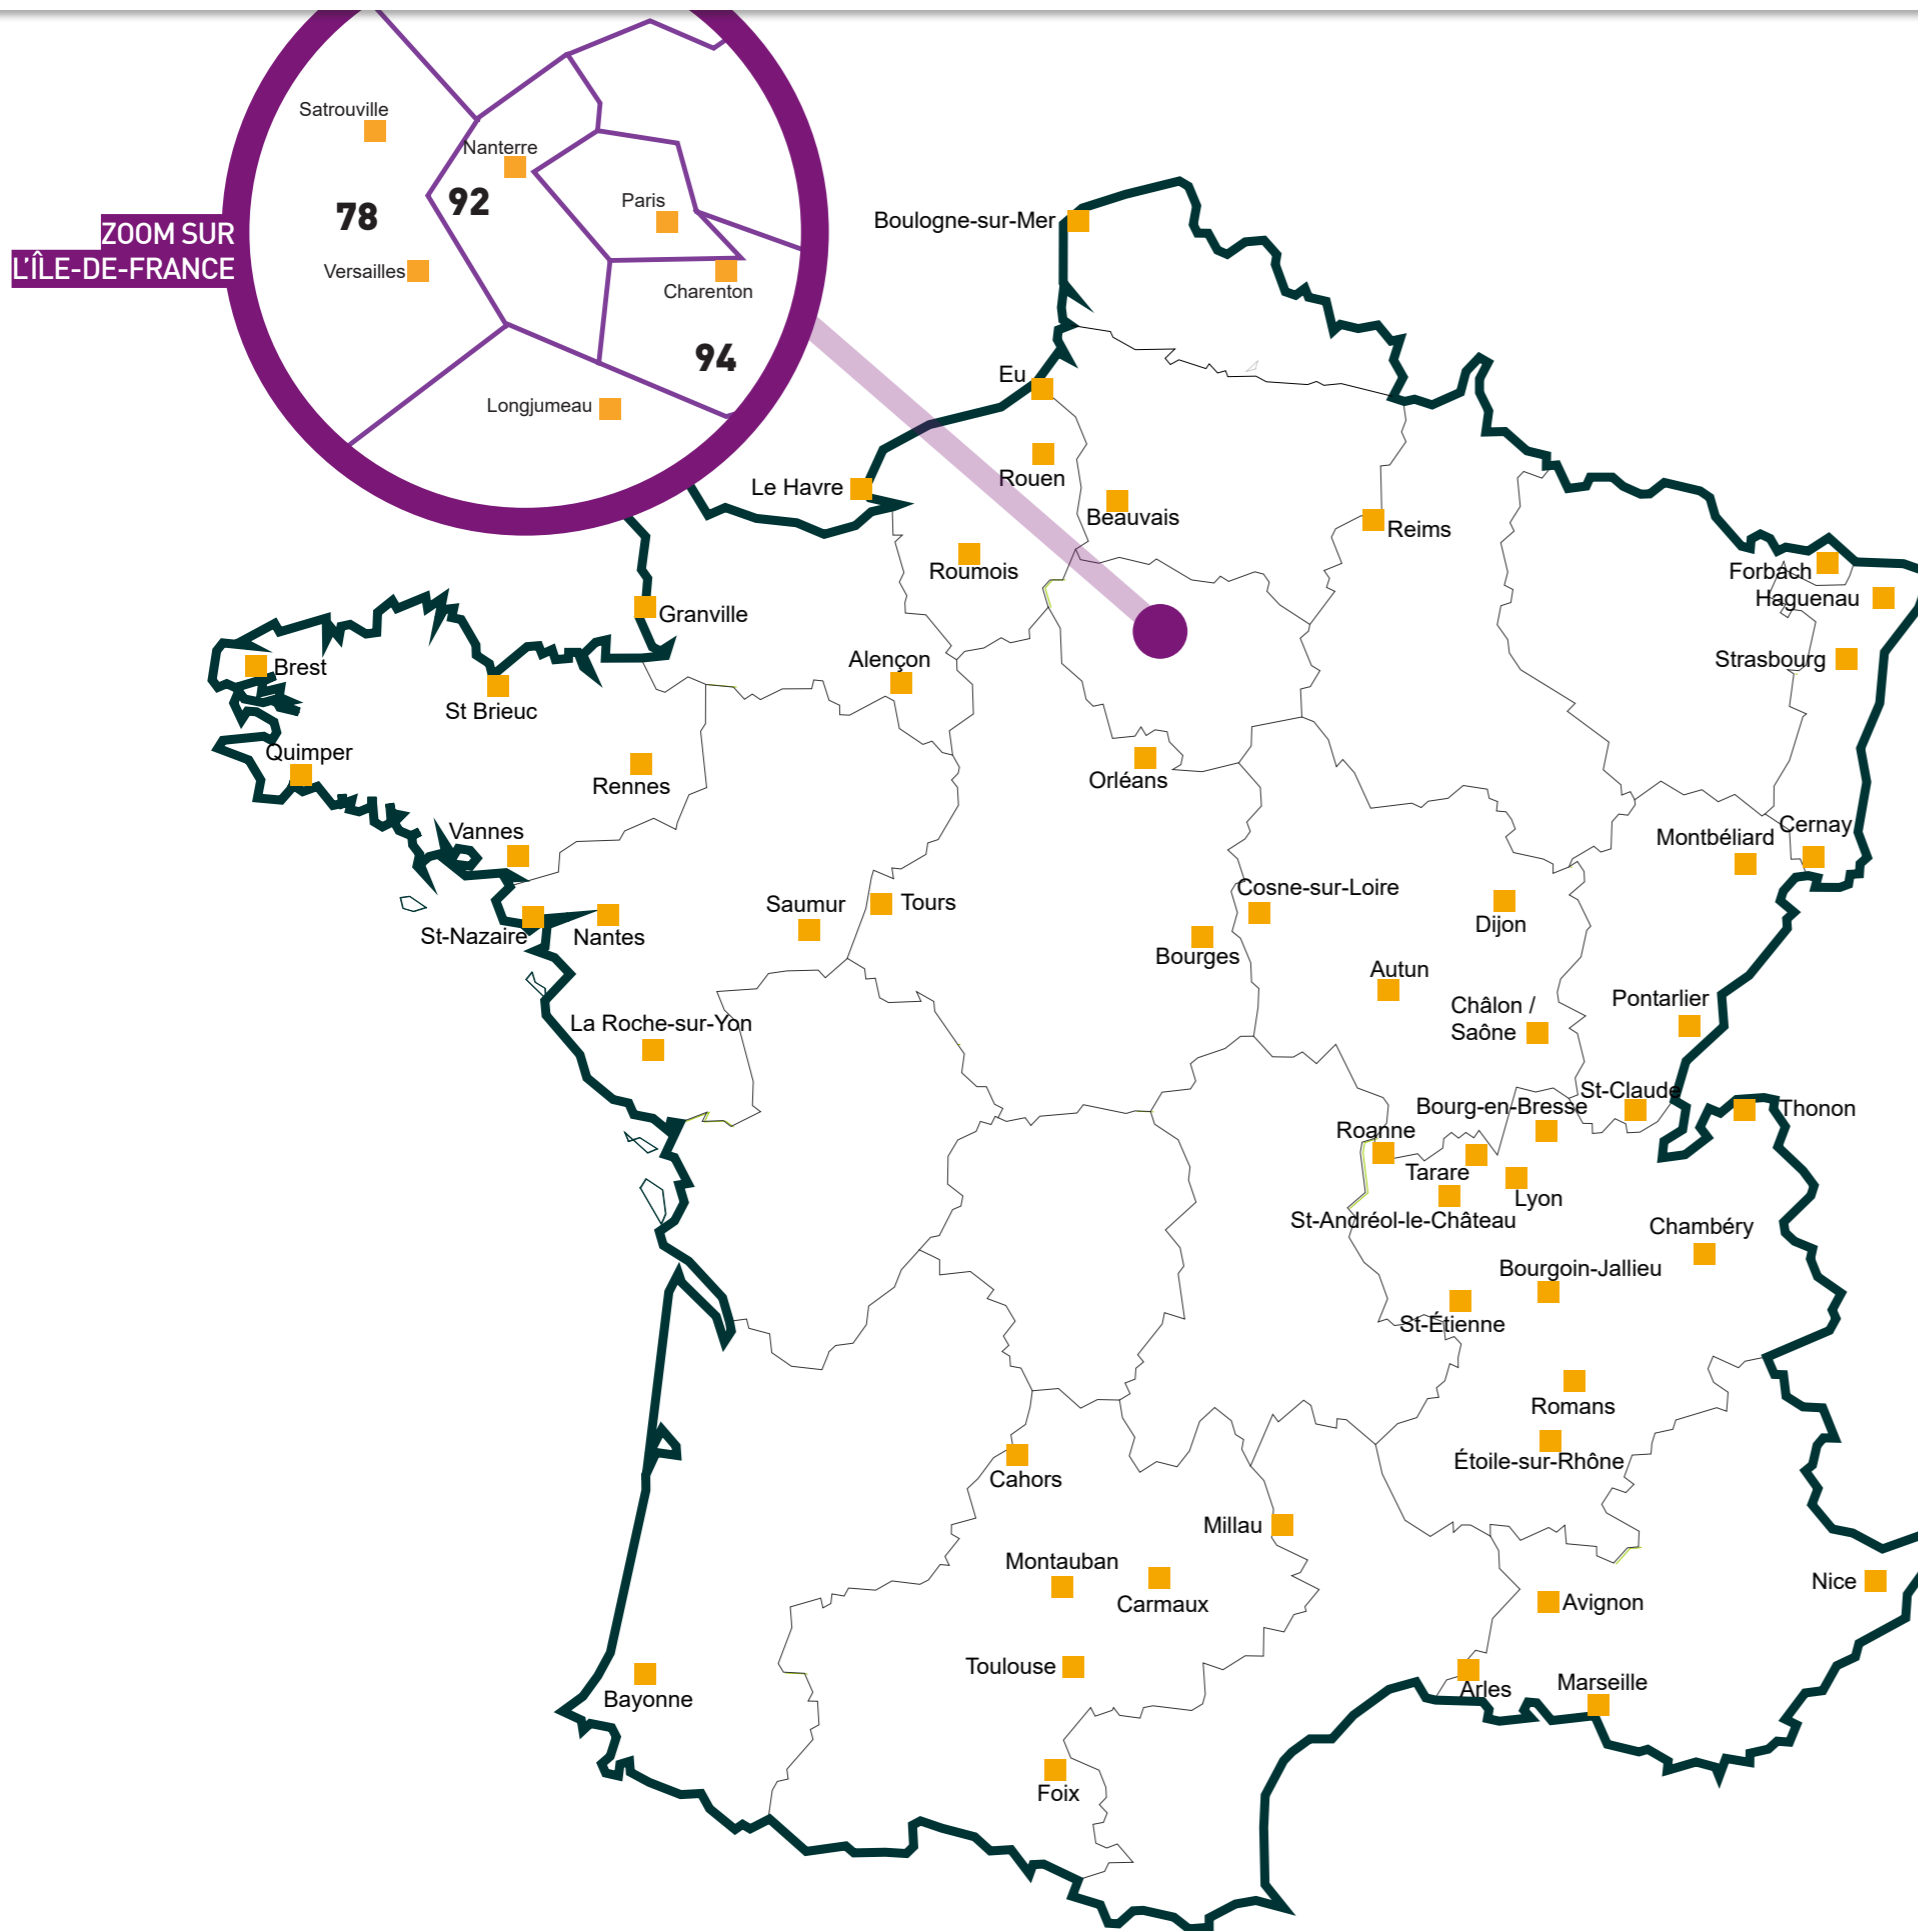 Satrouville
Nanterre
92
78
Paris
ZOOM SUR
L'ÎLE-DE-FRANCE
Versailles
Charenton
94
Longjumeau
Boulogne-sur-Mer
Eu
Rouen
Le Havre
Beauvais
Reims
Roumois
Forbach
Haguenau
Granville
Strasbourg
Alençon
Brest
St Brieuc
Quimper
Rennes
Orléans
Vannes
Montbéliard
Cernay
Cosne-sur-Loire
Saumur
Tours
Dijon
St-Nazaire
Nantes
Bourges
Autun
Châlon /
Saône
Pontarlier
La Roche-sur-Yon
St-Claude
Bourg-en-Bresse
Thonon
Roanne
Tarare
Lyon
St-Andréol-le-Château
Chambéry
Bourgoin-Jallieu
St-Étienne
Romans
Étoile-sur-Rhône
Cahors
Millau
Montauban
Carmaux
Nice
Avignon
Toulouse
Bayonne
Arles
Marseille
Foix